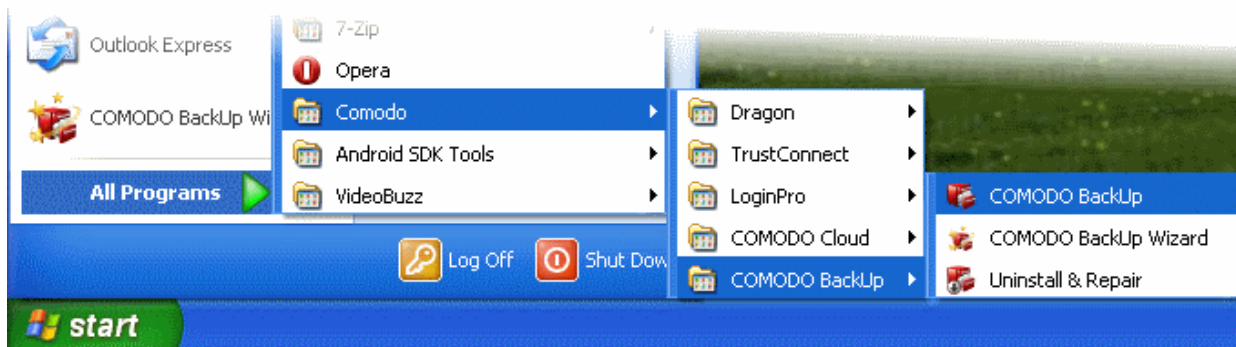 Outlook Express
COMODO BackUp Wi
All Programs
7-Zip
Opera
Comodo
Android SDK Tools
VideoBuzz
Dragon
TrustConnect
LoginPro
COMODO Cloud
COMODO BackUp
COMODO BackUp
COMODO BackUp Wizard
Uninstall & Repair
Log Off
Shut Dow
start